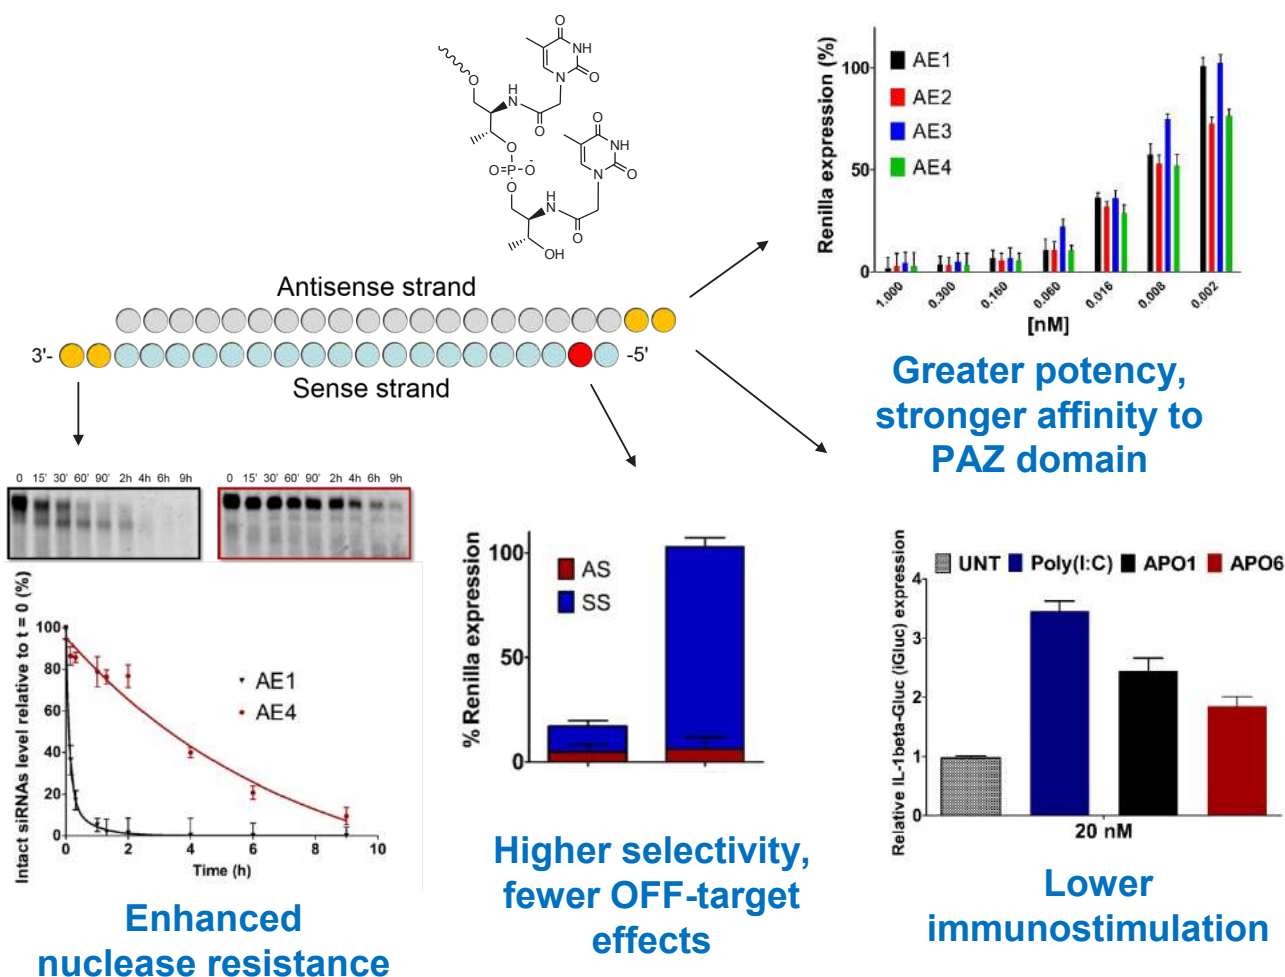 O
NH
N
O
O
H
N
O
O
NH
O
N
O
O
O=P-O
-
O
H
N
O
OH
Antisense strand
3'-
-5'
Sense strand
Renilla expression (%)
100
50
0
AE1
AE2
AE3
AE4
1.000
0.300
0.160
0.060
0.016
0.008
0.002
[nM]
Greater potency,
stronger affinity to
PAZ domain
0 15' 30' 60' 90' 2h 4h 6h 9h
0 15' 30' 60' 90' 2h 4h 6h 9h
Intact siRNAs level relative to t = 0 (%)
100
80
60
40
20
0
AE1
AE4
0 2 4 6 8 10
Time (h)
Enhanced
nuclease resistance
% Renilla expression
100
50
0
AS
SS
Higher selectivity,
fewer OFF-target
effects
Relative IL-1beta-Gluc (iGluc) expression
UNT Poly(I:C) APO1 APO6
4
3
2
1
0
20 nM
Lower
immunostimulation